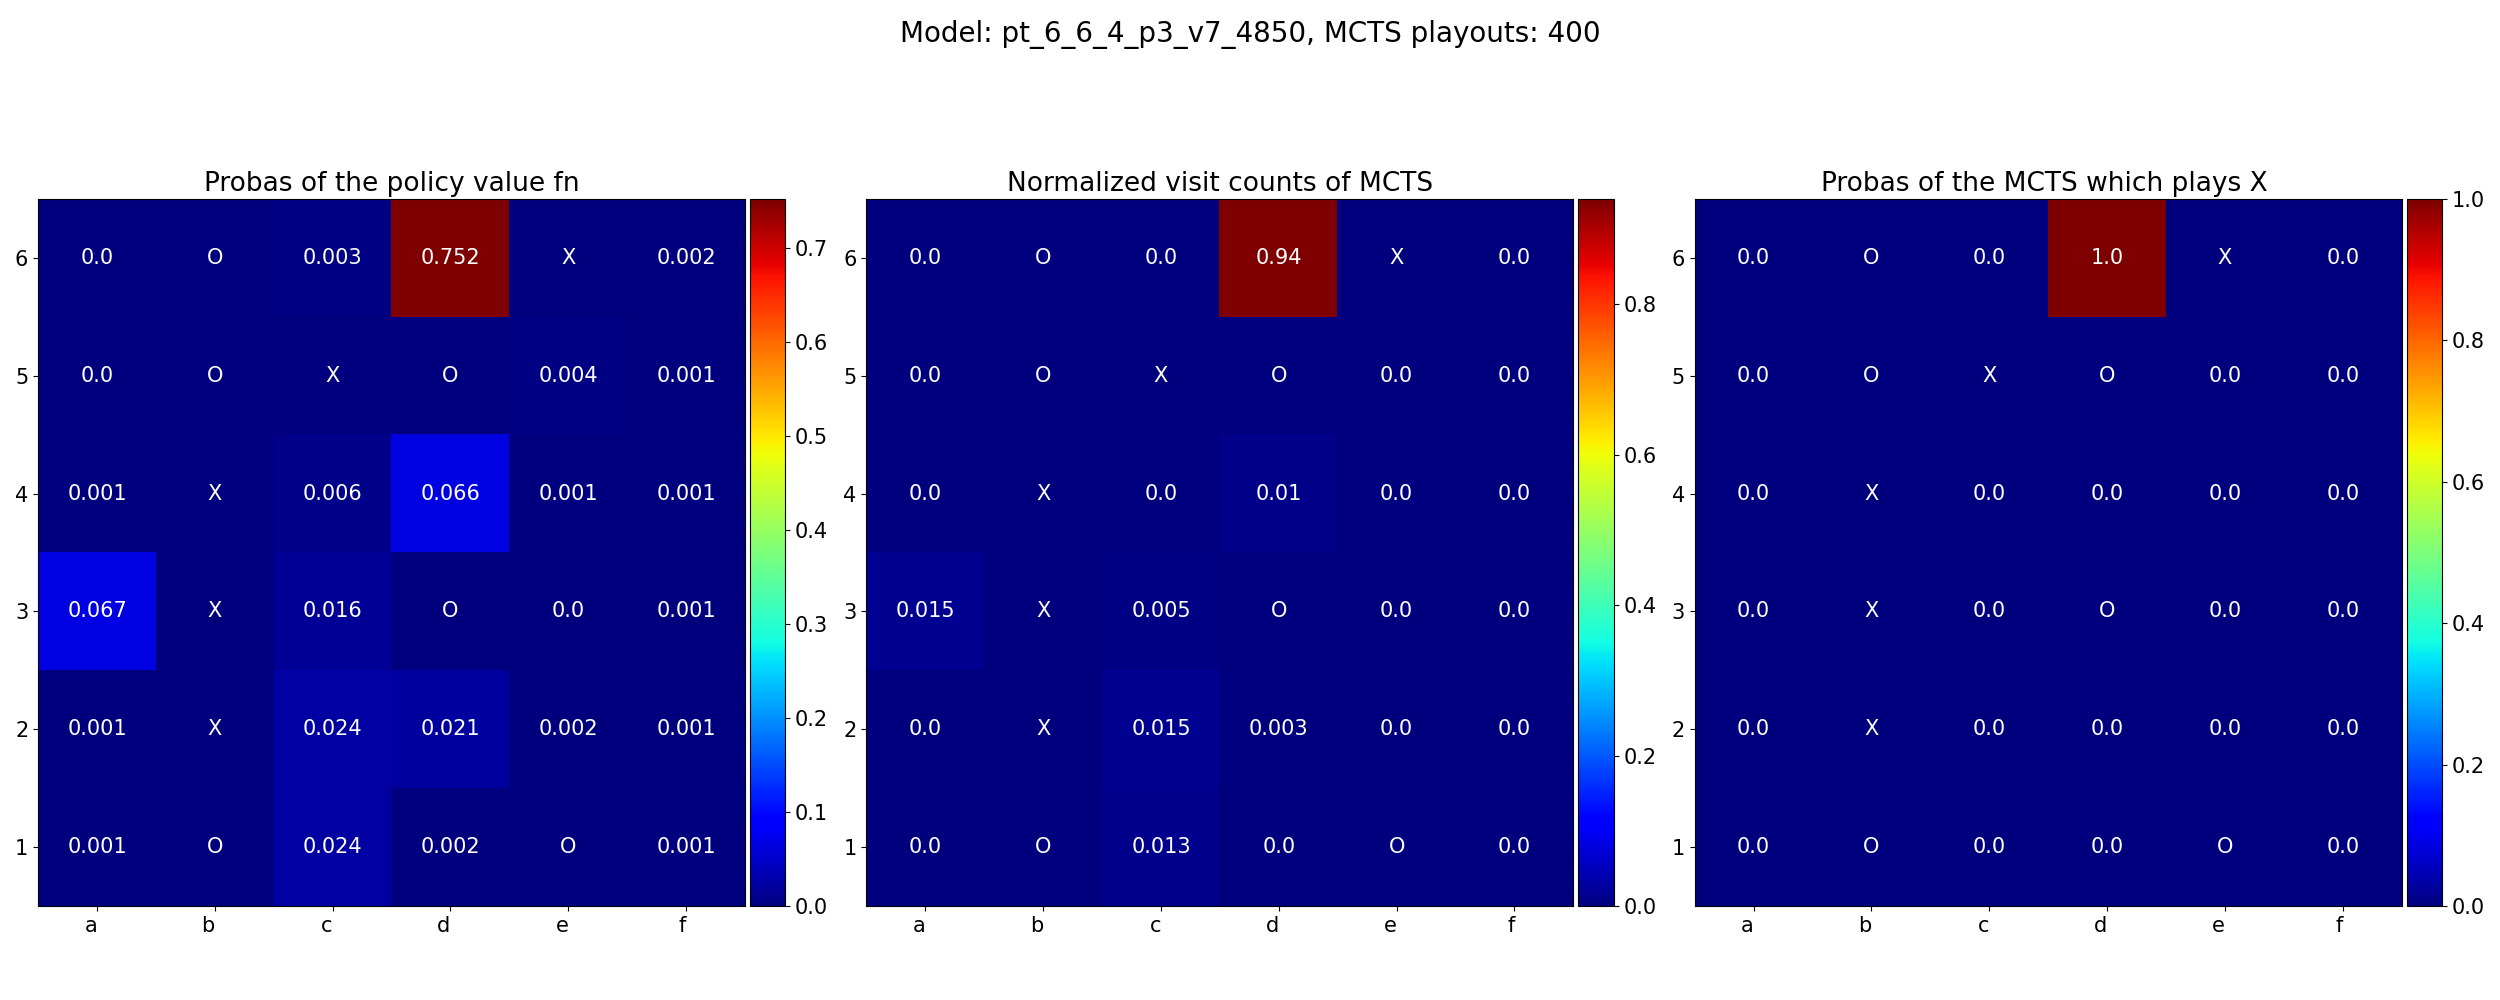 Model: pt_6_6_4_p3_v7_4850, MCTS playouts: 400
Probas of the policy value fn
6 0.0 O 0.003 0.752 X 0.002
5 0.0 O X O 0.004 0.001
4 0.001 X 0.006 0.066 0.001 0.001
3 0.067 X 0.016 O 0.0 0.001
2 0.001 X 0.024 0.021 0.002 0.001
1 0.001 O 0.024 0.002 O 0.001
a b c d e f
0.7
0.6
0.5
0.4
0.3
0.2
0.1
0.0
Normalized visit counts of MCTS
6 0.0 O 0.0 0.94 X 0.0
5 0.0 O X O 0.0 0.0
4 0.0 X 0.0 0.01 0.0 0.0
3 0.015 X 0.005 O 0.0 0.0
2 0.0 X 0.015 0.003 0.0 0.0
1 0.0 O 0.013 0.0 O 0.0
a b c d e f
0.8
0.6
0.4
0.2
0.0
Probas of the MCTS which plays X
6 0.0 O 0.0 1.0 X 0.0
5 0.0 O X O 0.0 0.0
4 0.0 X 0.0 0.0 0.0 0.0
3 0.0 X 0.0 O 0.0 0.0
2 0.0 X 0.0 0.0 0.0 0.0
1 0.0 O 0.0 0.0 O 0.0
a b c d e f
1.0
0.8
0.6
0.4
0.2
0.0